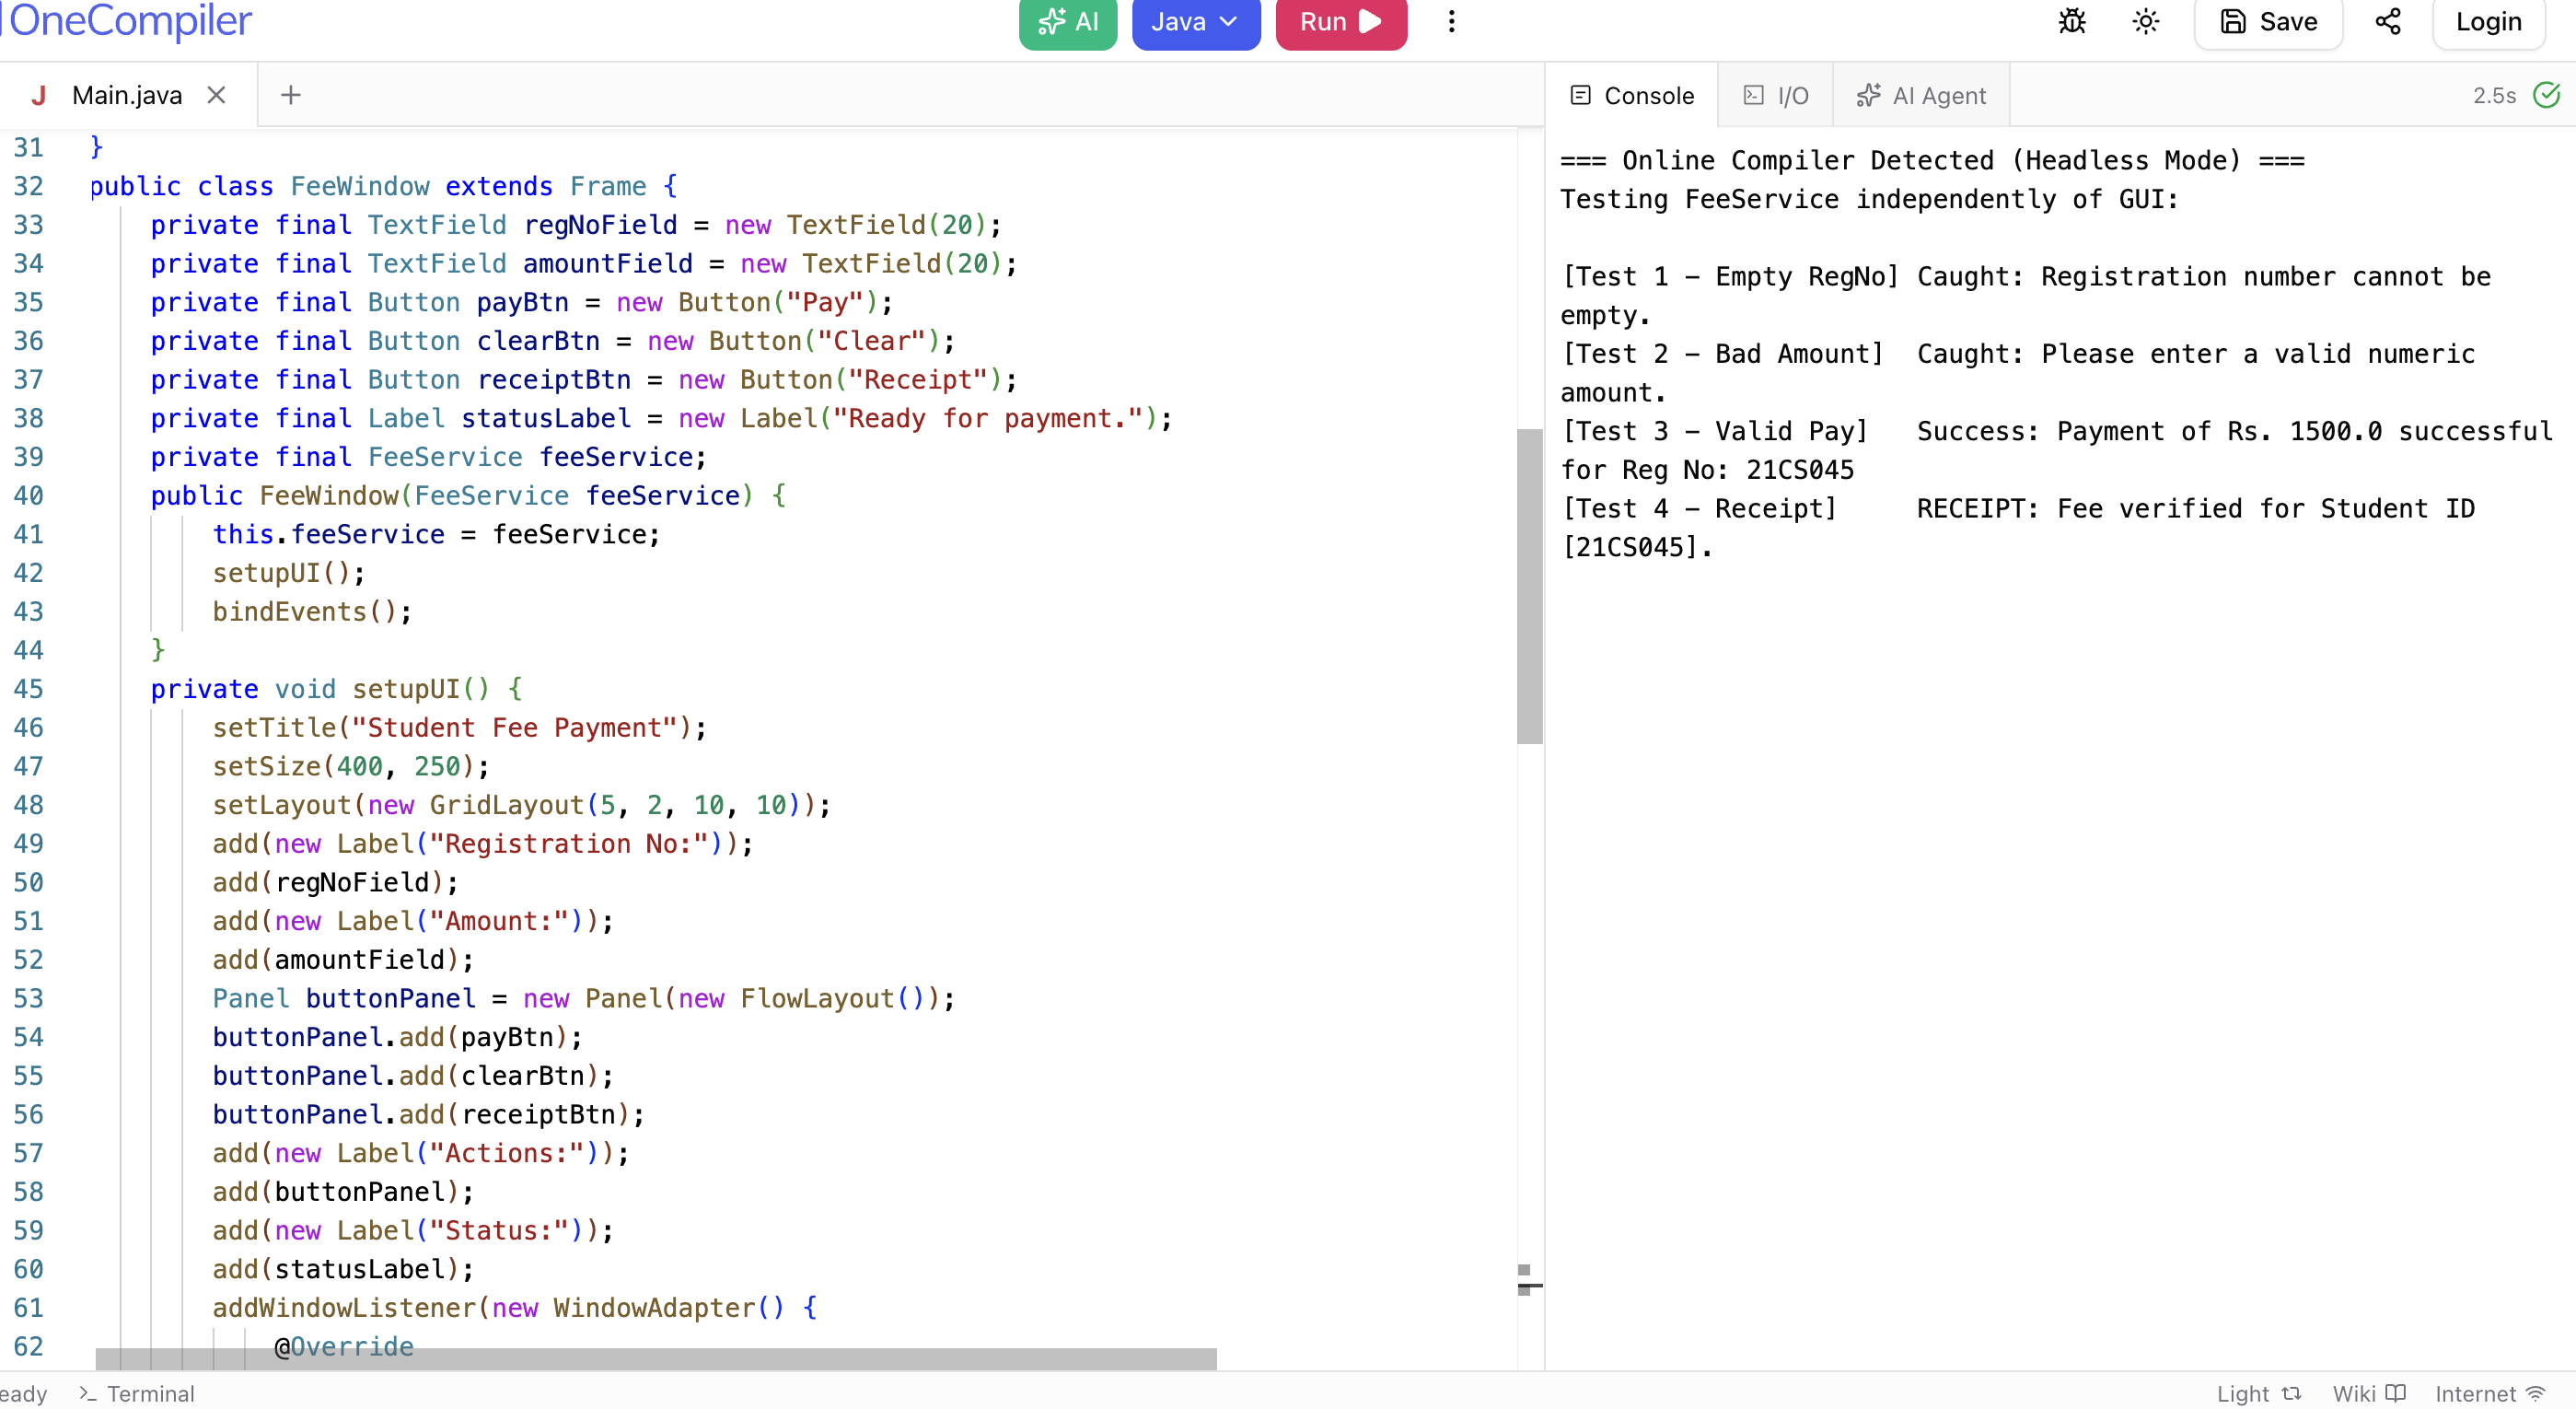 OneCompiler
AI
Java
Run
Save
Login
J Main.java
Console
I/O
AI Agent
2.5s
31 }
32 public class FeeWindow extends Frame {
33 private final TextField regNoField = new TextField(20);
34 private final TextField amountField = new TextField(20);
35 private final Button payBtn = new Button("Pay");
36 private final Button clearBtn = new Button("Clear");
37 private final Button receiptBtn = new Button("Receipt");
38 private final Label statusLabel = new Label("Ready for payment.");
39 private final FeeService feeService;
40 public FeeWindow(FeeService feeService) {
41 this.feeService = feeService;
42 setupUI();
43 bindEvents();
44 }
45 private void setupUI() {
46 setTitle("Student Fee Payment");
47 setSize(400, 250);
48 setLayout(new GridLayout(5, 2, 10, 10));
49 add(new Label("Registration No:"));
50 add(regNoField);
51 add(new Label("Amount:"));
52 add(amountField);
53 Panel buttonPanel = new Panel(new FlowLayout());
54 buttonPanel.add(payBtn);
55 buttonPanel.add(clearBtn);
56 buttonPanel.add(receiptBtn);
57 add(new Label("Actions:"));
58 add(buttonPanel);
59 add(new Label("Status:"));
60 add(statusLabel);
61 addWindowListener(new WindowAdapter() {
62 @Override
=== Online Compiler Detected (Headless Mode) ===
Testing FeeService independently of GUI:
[Test 1 – Empty RegNo] Caught: Registration number cannot be
empty.
[Test 2 – Bad Amount]  Caught: Please enter a valid numeric
amount.
[Test 3 – Valid Pay]   Success: Payment of Rs. 1500.0 successful
for Reg No: 21CS045
[Test 4 – Receipt]     RECEIPT: Fee verified for Student ID
[21CS045].
eady
Terminal
Light
Wiki
Internet